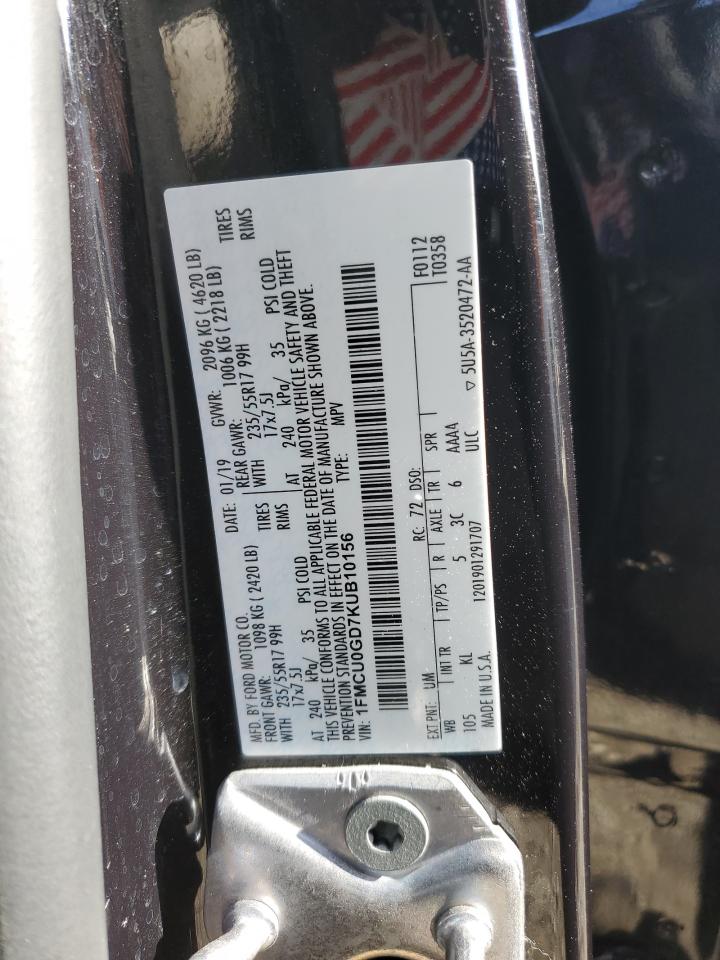 MFD. BY FORD MOTOR CO. DATE: 01/19 GVWR: 2096 KG ( 4620 LB)
FRONT GAWR: 1098 KG ( 2420 LB) REAR GAWR: 1006 KG ( 2218 LB)
WITH 235/55R17 99H TIRES WITH 235/55R17 99H TIRES
17x7.5J RIMS 17x7.5J RIMS
AT 240 kPa/ 35 PSI COLD AT 240 kPa/ 35 PSI COLD
THIS VEHICLE CONFORMS TO ALL APPLICABLE FEDERAL MOTOR VEHICLE SAFETY AND THEFT
PREVENTION STANDARDS IN EFFECT ON THE DATE OF MANUFACTURE SHOWN ABOVE.
VIN: 1FMCU0GD7KUB10156 TYPE: MPV
F0112
T0358
EXT PNT: UM RC: 72 DSO:
WB INT TR TP/PS R AXLE TR SPR
105 KL 5 3C 6 AAAA
ULC
MADE IN U.S.A. 1201901291707 ▽ 5U5A-3520472-AA